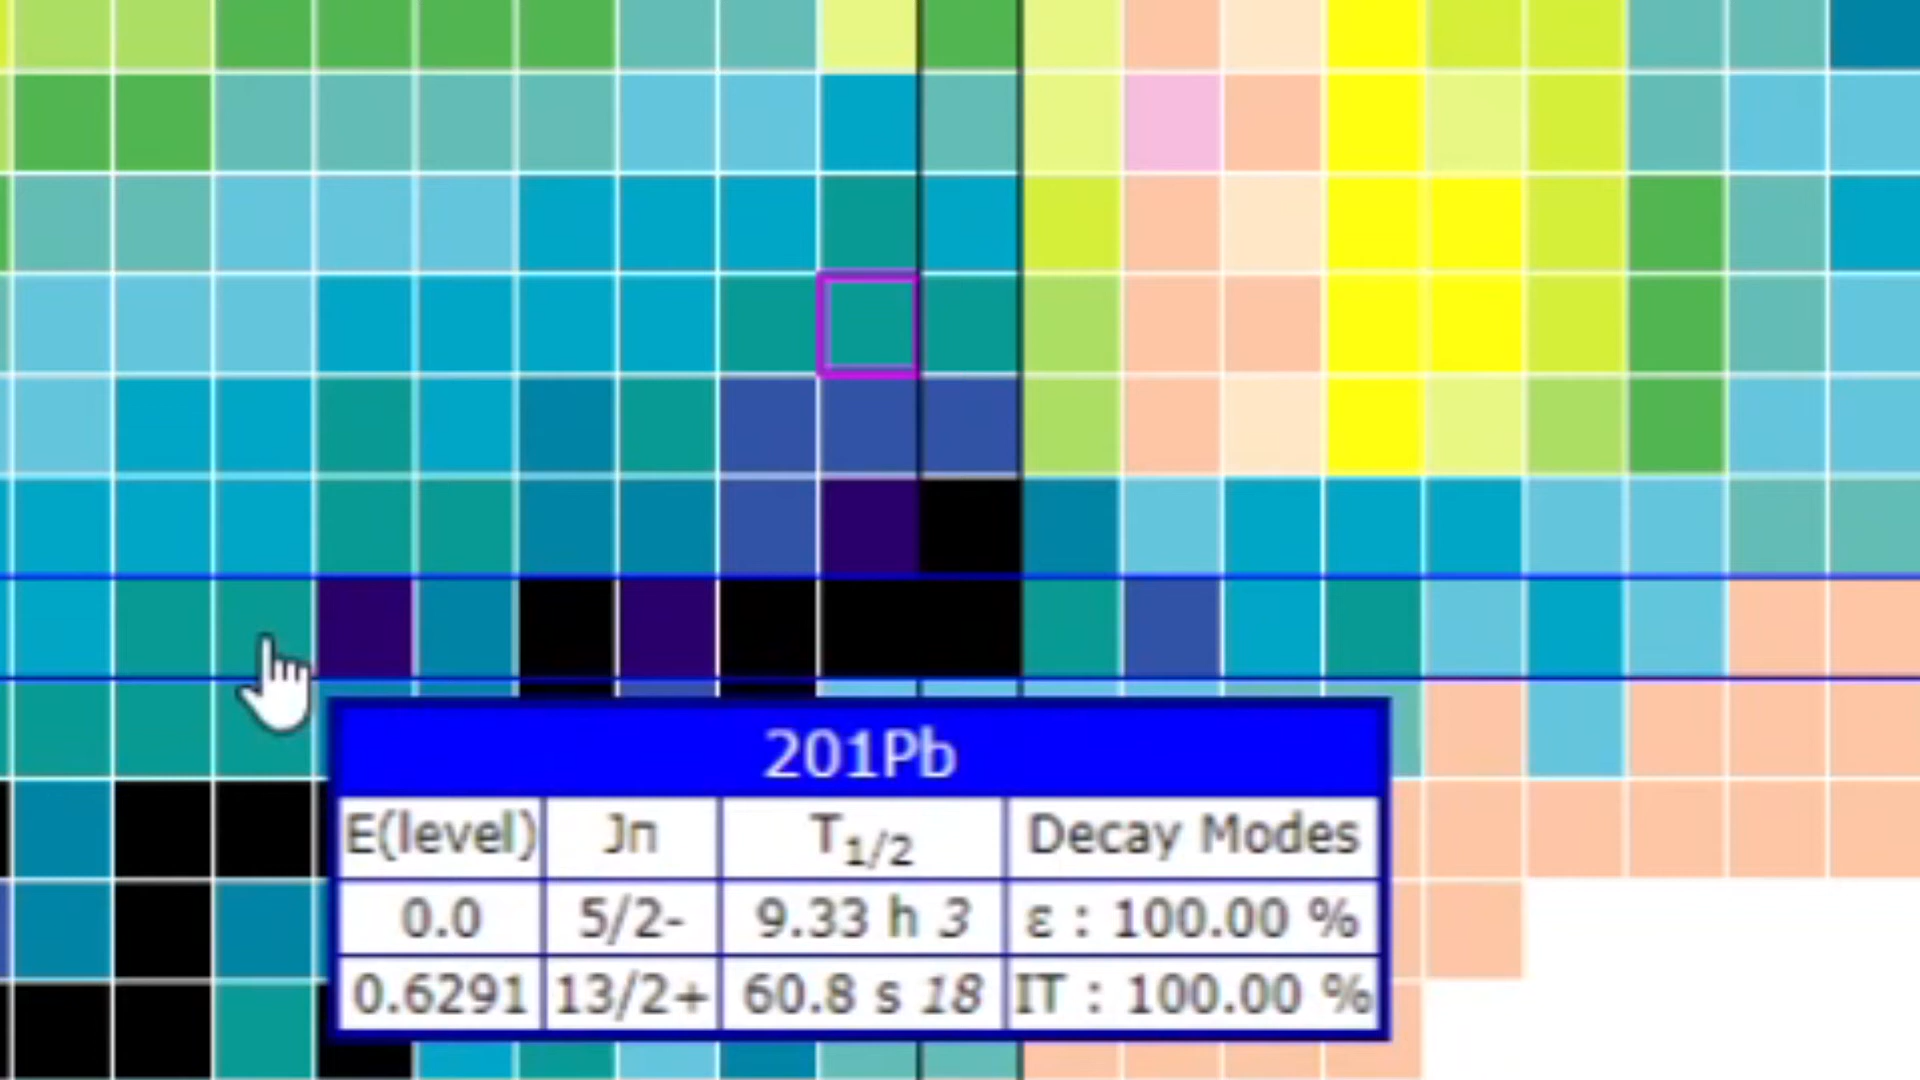 201Pb
E(level) Jπ T1/2 Decay Modes
0.0 5/2- 9.33 h 3 ε : 100.00 %
0.6291 13/2+ 60.8 s 18 IT : 100.00 %